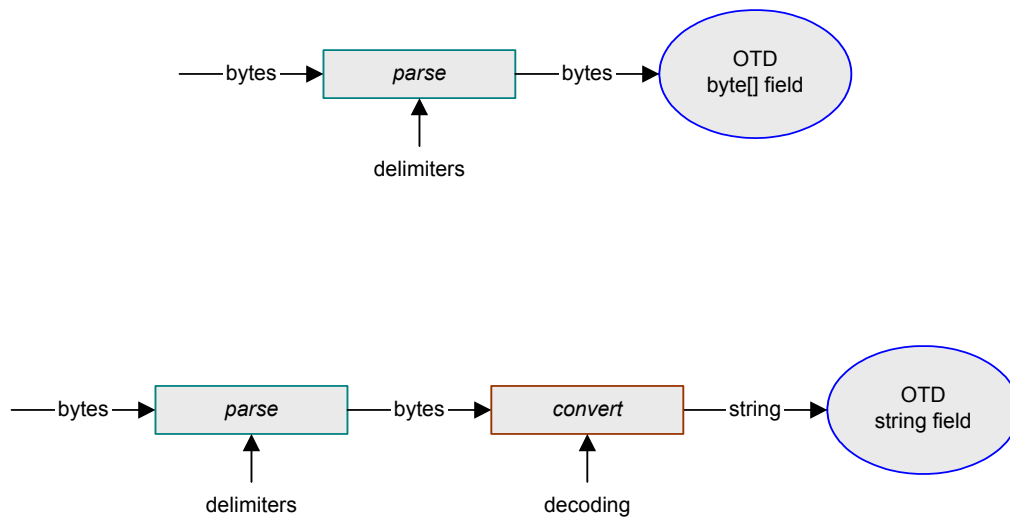 bytes
parse
bytes
OTD
byte[] field
delimiters
bytes
parse
bytes
convert
string
OTD
string field
delimiters
decoding